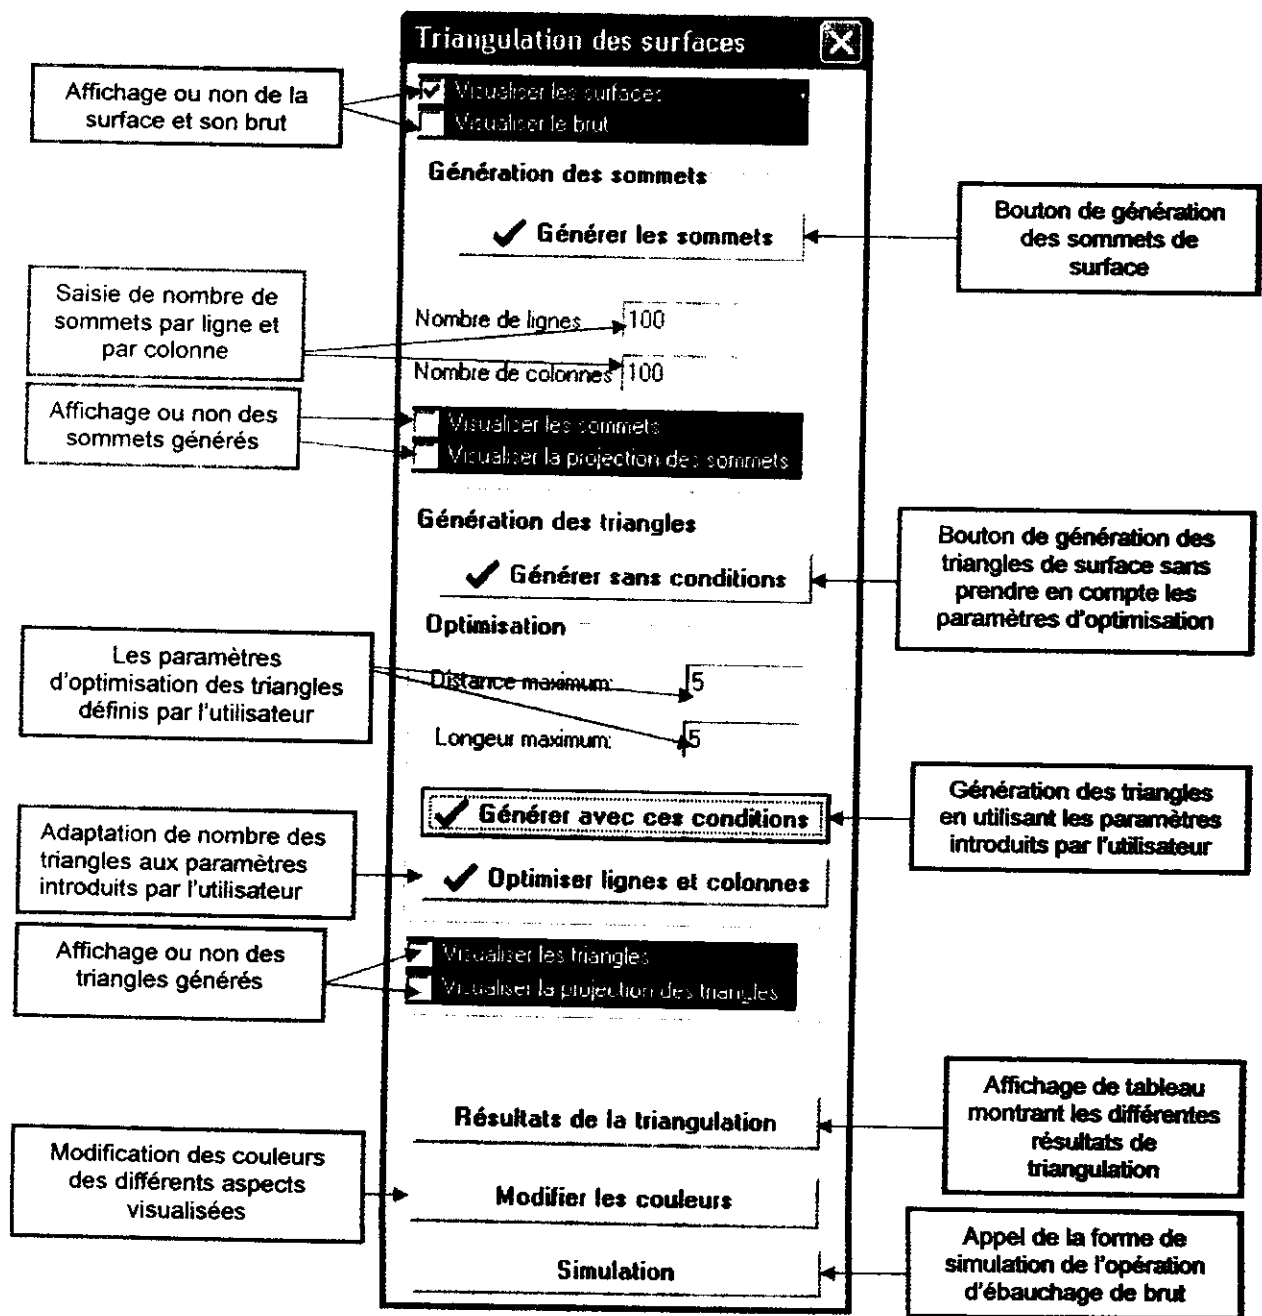 Triangulation des surfaces
Affichage ou non de la
surface et son brut
Visualiser les surfaces
Visualiser le brut
Génération des sommets
Générer les sommets
Bouton de génération
des sommets de
surface
Saisie de nombre de
sommets par ligne et
par colonne
Nombre de lignes 100
Nombre de colonnes 100
Affichage ou non des
sommets générés
Visualiser les sommets
Visualiser la projection des sommets
Génération des triangles
Générer sans conditions
Bouton de génération des
triangles de surface sans
prendre en compte les
paramètres d'optimisation
Optimisation
Les paramètres
d'optimisation des triangles
définis par l'utilisateur
Distance maximum: 5
Longeur maximum: 5
Générer avec ces conditions
Génération des triangles
en utilisant les paramètres
introduits par l'utilisateur
Adaptation de nombre des
triangles aux paramètres
introduits par l'utilisateur
Optimiser lignes et colonnes
Affichage ou non des
triangles générés
Visualiser les triangles
Visualiser la projection des triangles
Résultats de la triangulation
Affichage de tableau
montrant les différentes
résultats de
triangulation
Modification des couleurs
des différents aspects
visualisées
Modifier les couleurs
Simulation
Appel de la forme de
simulation de l'opération
d'ébauchage de brut